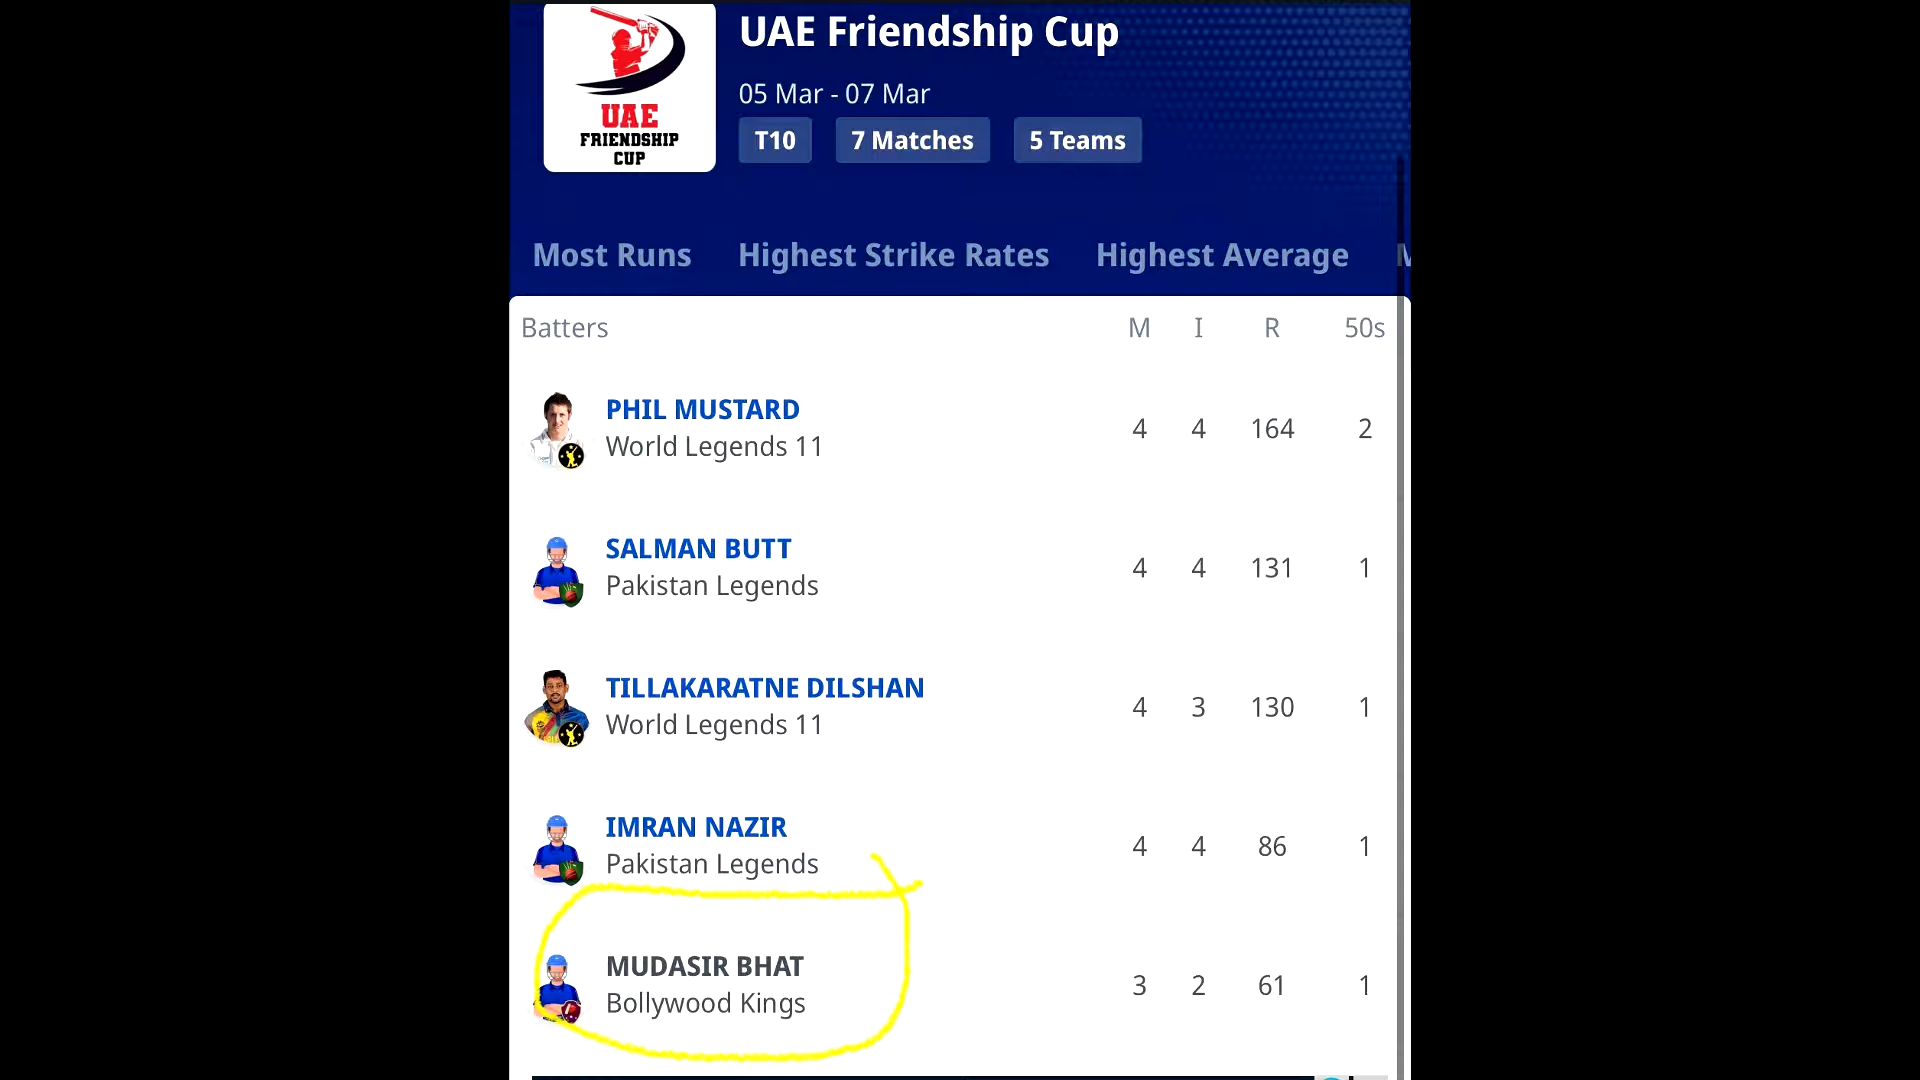 UAE
FRIENDSHIP
CUP
UAE Friendship Cup
05 Mar - 07 Mar
T10 7 Matches 5 Teams
Most Runs Highest Strike Rates Highest Average
Batters M I R 50s
PHIL MUSTARD
World Legends 11
4 4 164 2
SALMAN BUTT
Pakistan Legends
4 4 131 1
TILLAKARATNE DILSHAN
World Legends 11
4 3 130 1
IMRAN NAZIR
Pakistan Legends
4 4 86 1
MUDASIR BHAT
Bollywood Kings
3 2 61 1